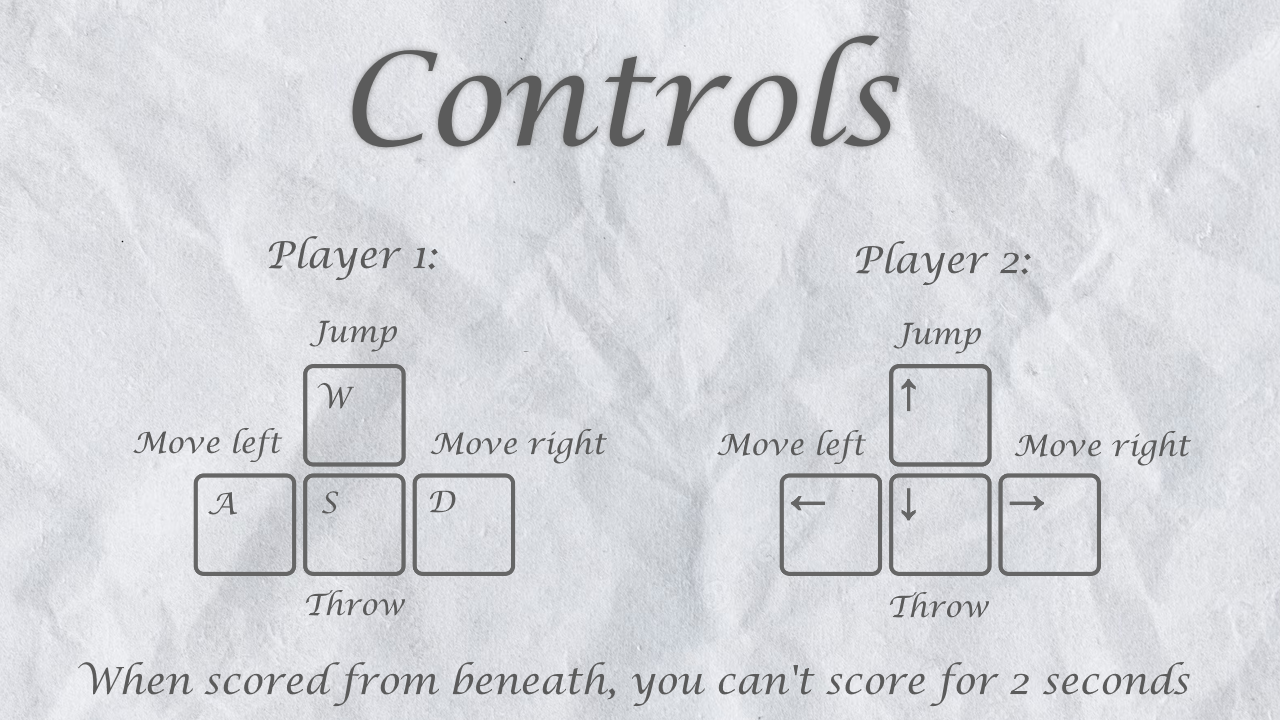 Controls
Player 1:
Player 2:
Jump
Jump
W
↑
Move left
Move right
Move left
Move right
A
S
D
←
↓
→
Throw
Throw
When scored from beneath, you can't score for 2 seconds